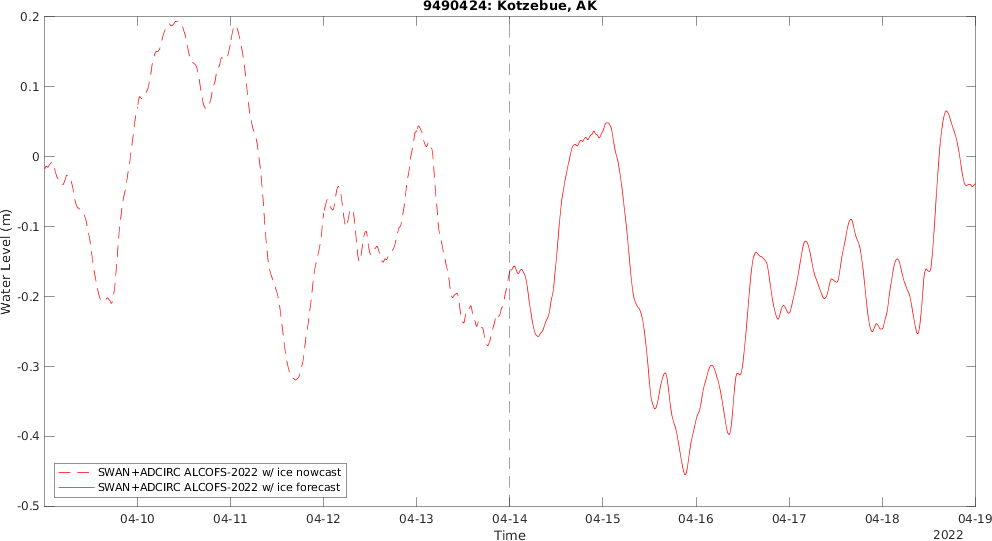 9490424: Kotzebue, AK
0.2
0.1
0
-0.1
-0.2
-0.3
-0.4
-0.5
Water Level (m)
SWAN+ADCIRC ALCOFS-2022 w/ ice nowcast
SWAN+ADCIRC ALCOFS-2022 w/ ice forecast
04-10 04-11 04-12 04-13 04-14 04-15 04-16 04-17 04-18 04-19
Time
2022